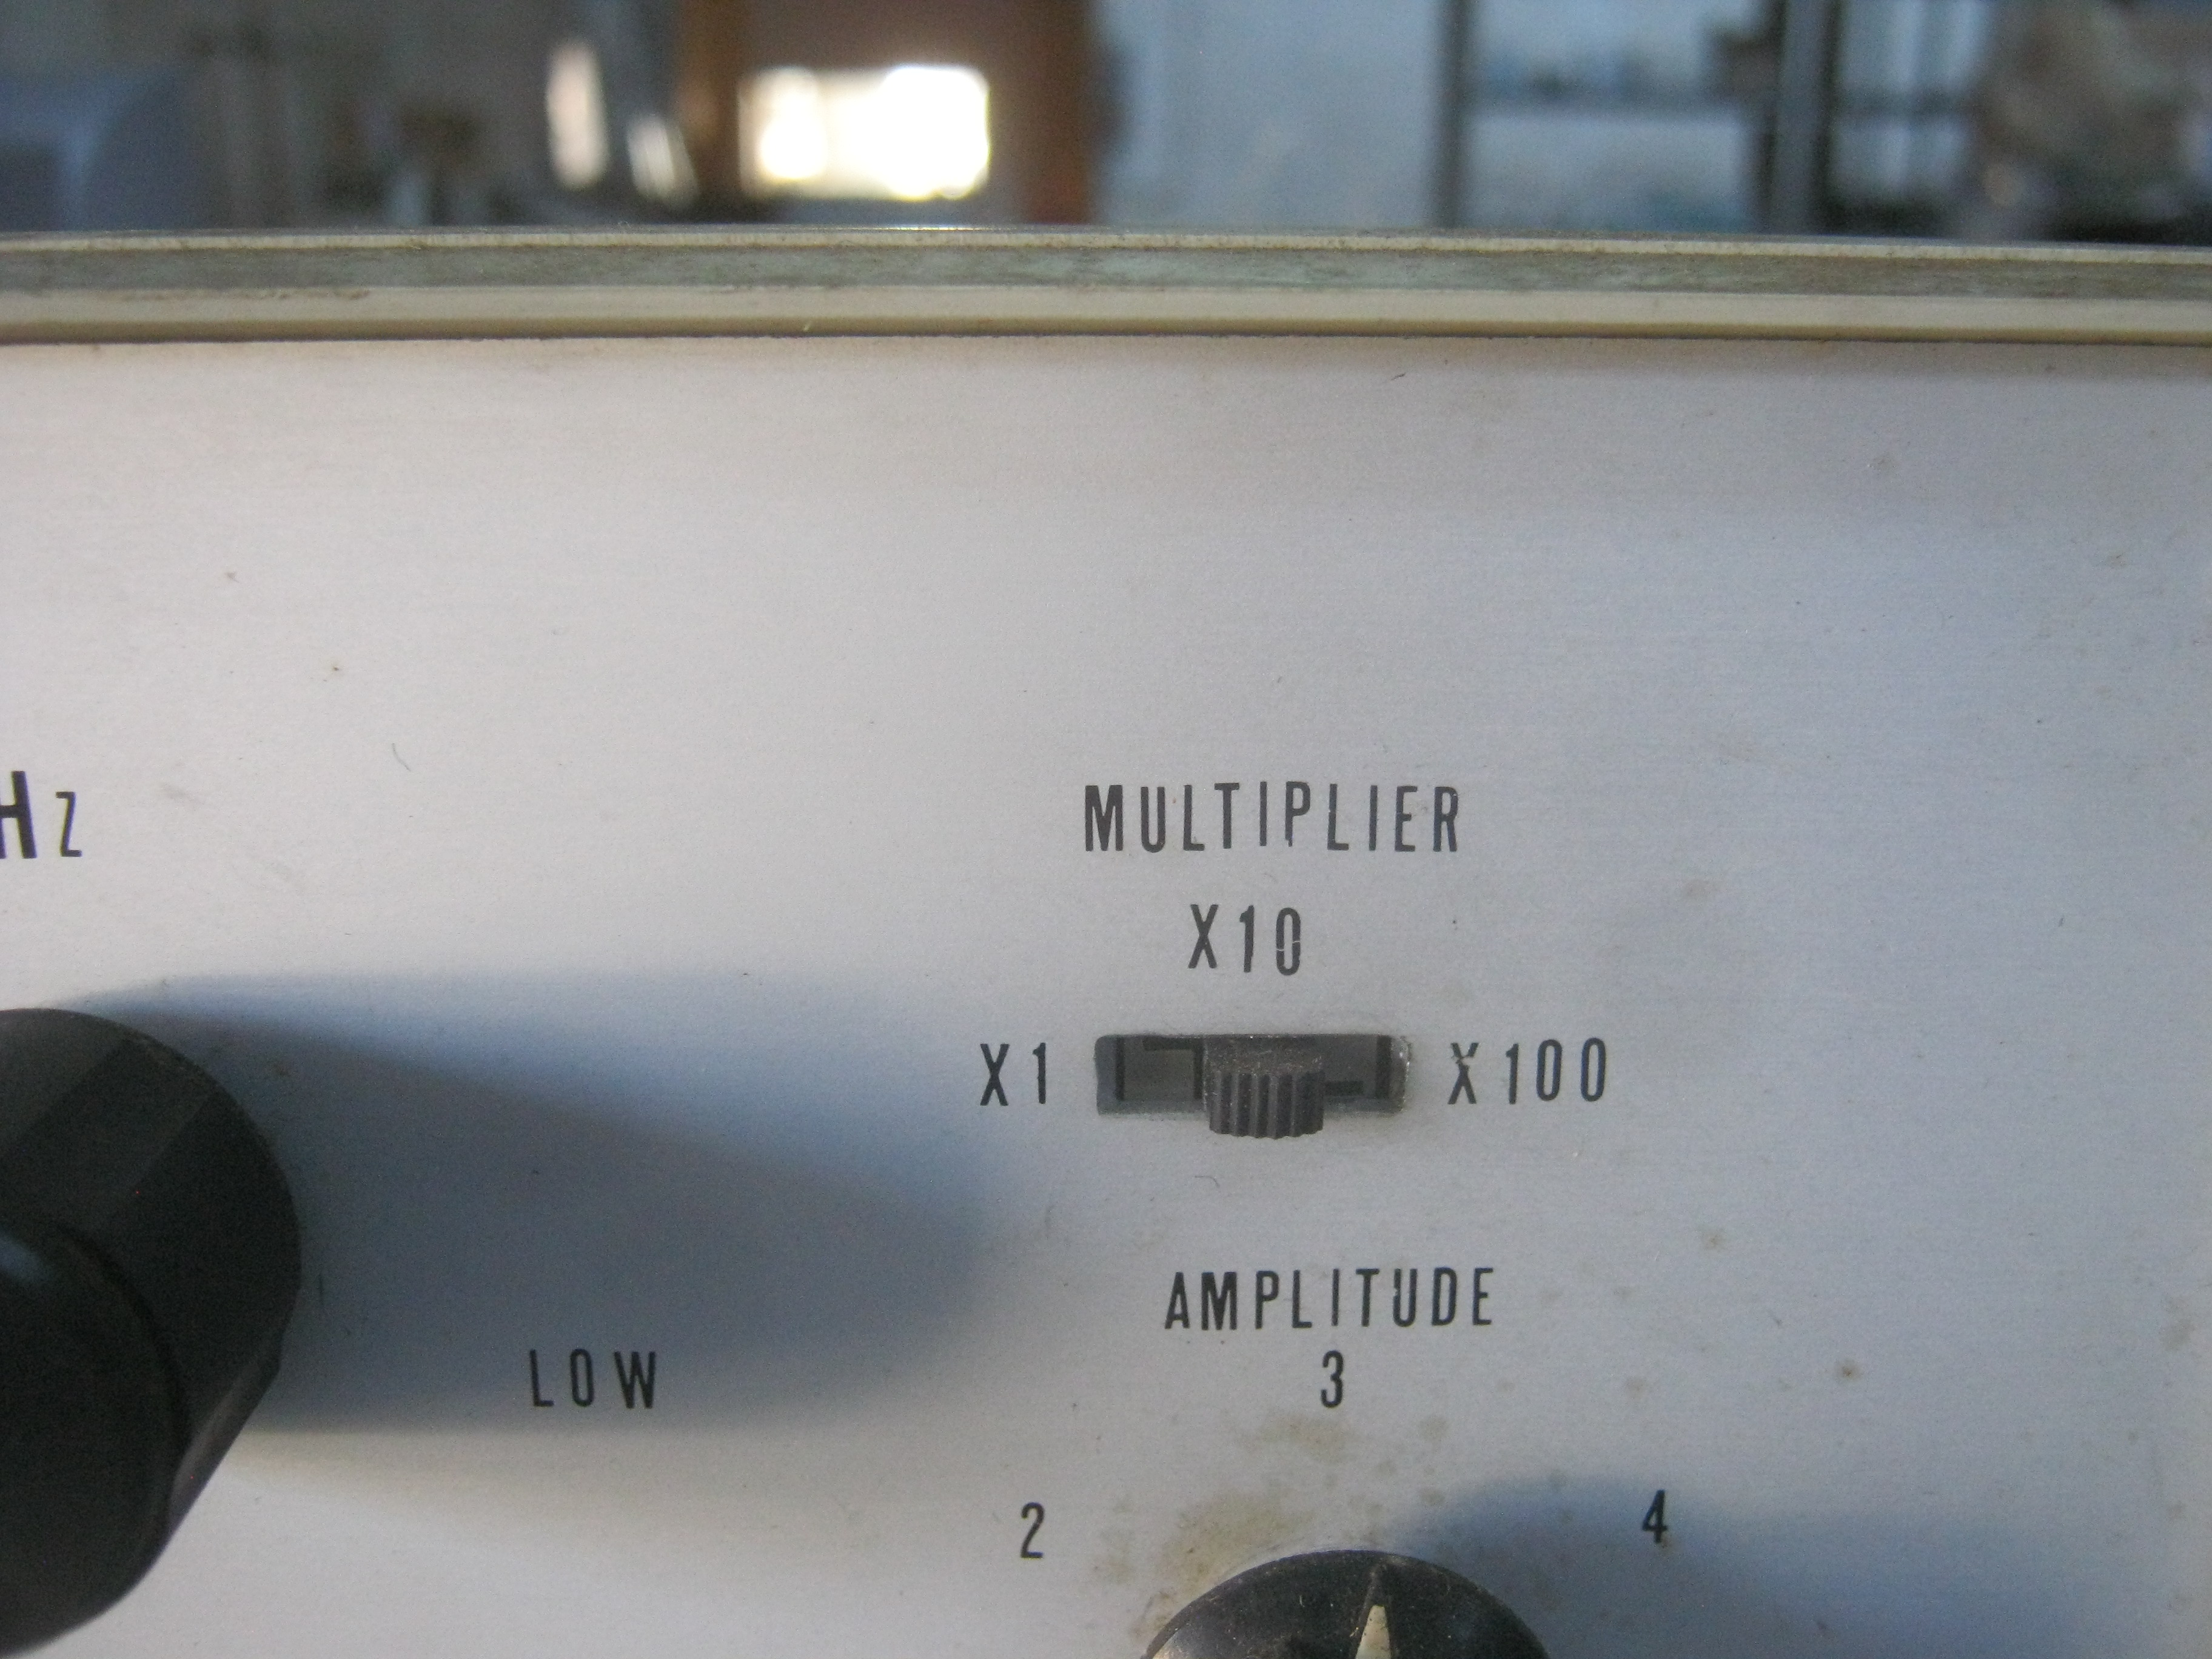 Hz
MULTIPLIER
X10
X1
X100
AMPLITUDE
LOW
3
2
4